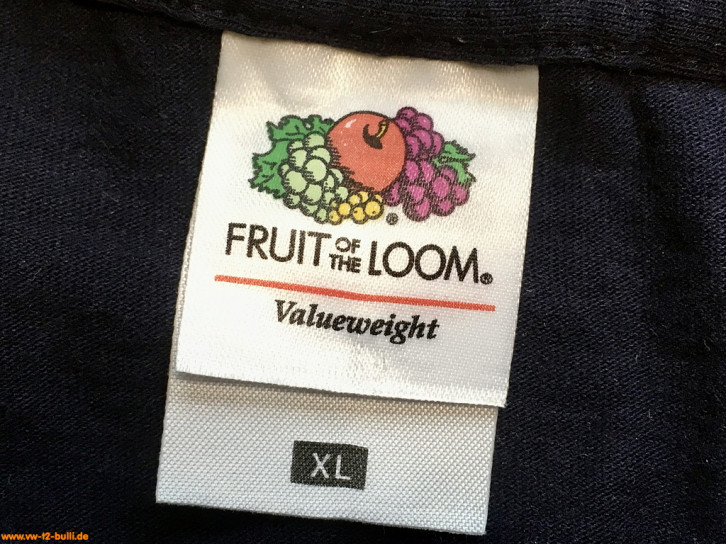 ®
FRUIT OF THE LOOM®
Valueweight
XL
www.vw-t2-bulli.de